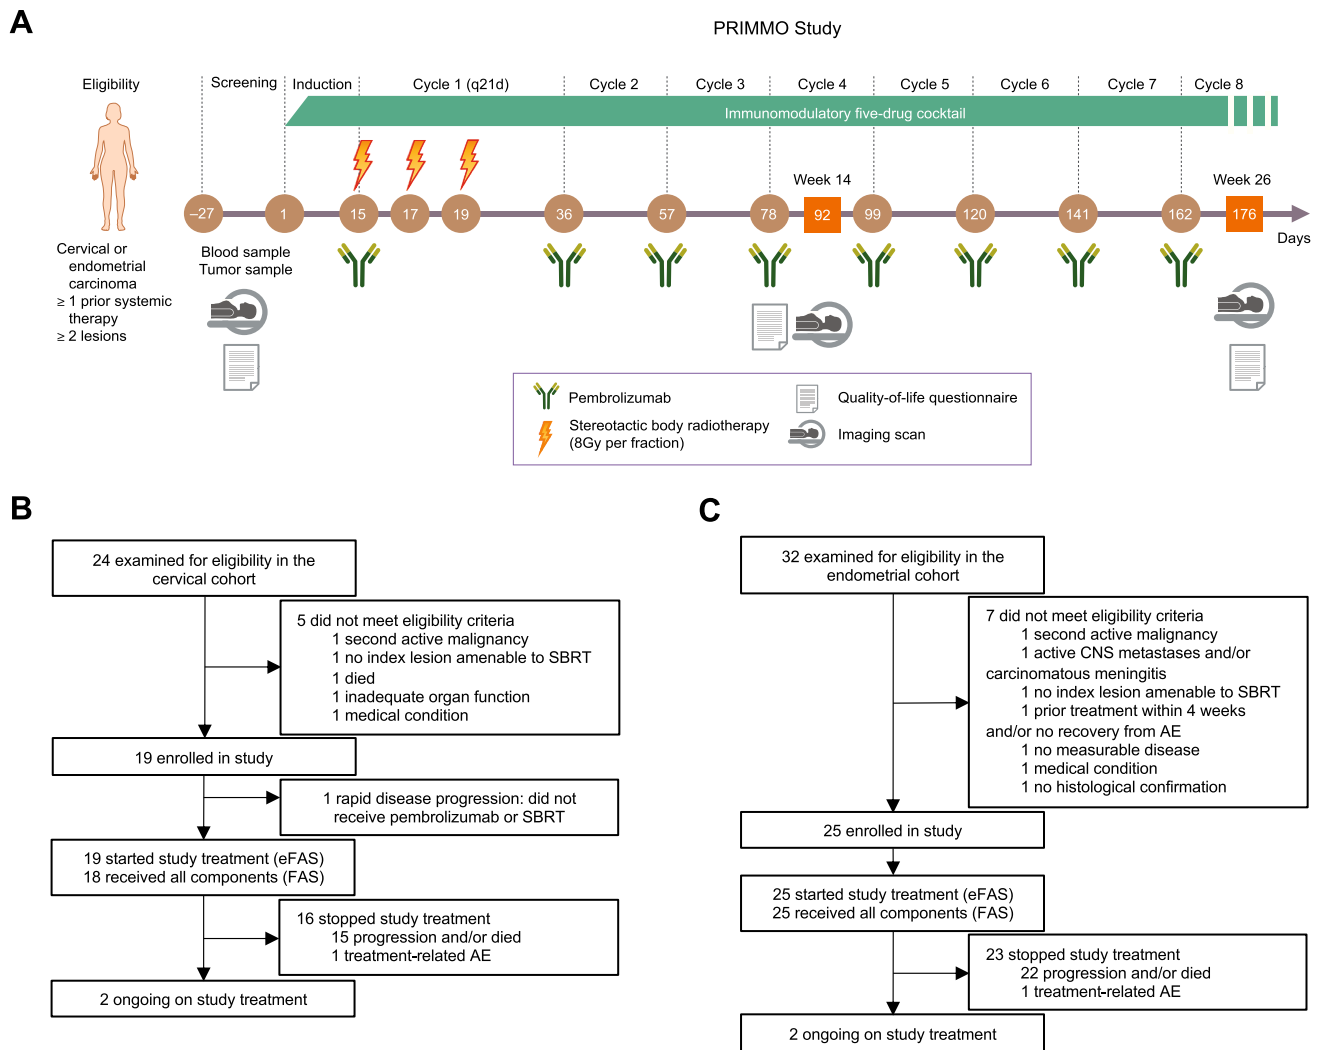 A
PRIMMO Study
Eligibility
Screening
Induction
Cycle 1 (q21d)
Cycle 2
Cycle 3
Cycle 4
Cycle 5
Cycle 6
Cycle 7
Cycle 8
Immunomodulatory five-drug cocktail
Week 14
Week 26
–27
1
15
17
19
36
57
78
92
99
120
141
162
176
Days
Cervical or
endometrial
carcinoma
≥ 1 prior systemic
therapy
≥ 2 lesions
Blood sample
Tumor sample
Pembrolizumab
Stereotactic body radiotherapy
(8Gy per fraction)
Quality-of-life questionnaire
Imaging scan
B
24 examined for eligibility in the
cervical cohort
5 did not meet eligibility criteria
1 second active malignancy
1 no index lesion amenable to SBRT
1 died
1 inadequate organ function
1 medical condition
19 enrolled in study
1 rapid disease progression: did not
receive pembrolizumab or SBRT
19 started study treatment (eFAS)
18 received all components (FAS)
16 stopped study treatment
15 progression and/or died
1 treatment-related AE
2 ongoing on study treatment
C
32 examined for eligibility in the
endometrial cohort
7 did not meet eligibility criteria
1 second active malignancy
1 active CNS metastases and/or
carcinomatous meningitis
1 no index lesion amenable to SBRT
1 prior treatment within 4 weeks
and/or no recovery from AE
1 no measurable disease
1 medical condition
1 no histological confirmation
25 enrolled in study
25 started study treatment (eFAS)
25 received all components (FAS)
23 stopped study treatment
22 progression and/or died
1 treatment-related AE
2 ongoing on study treatment